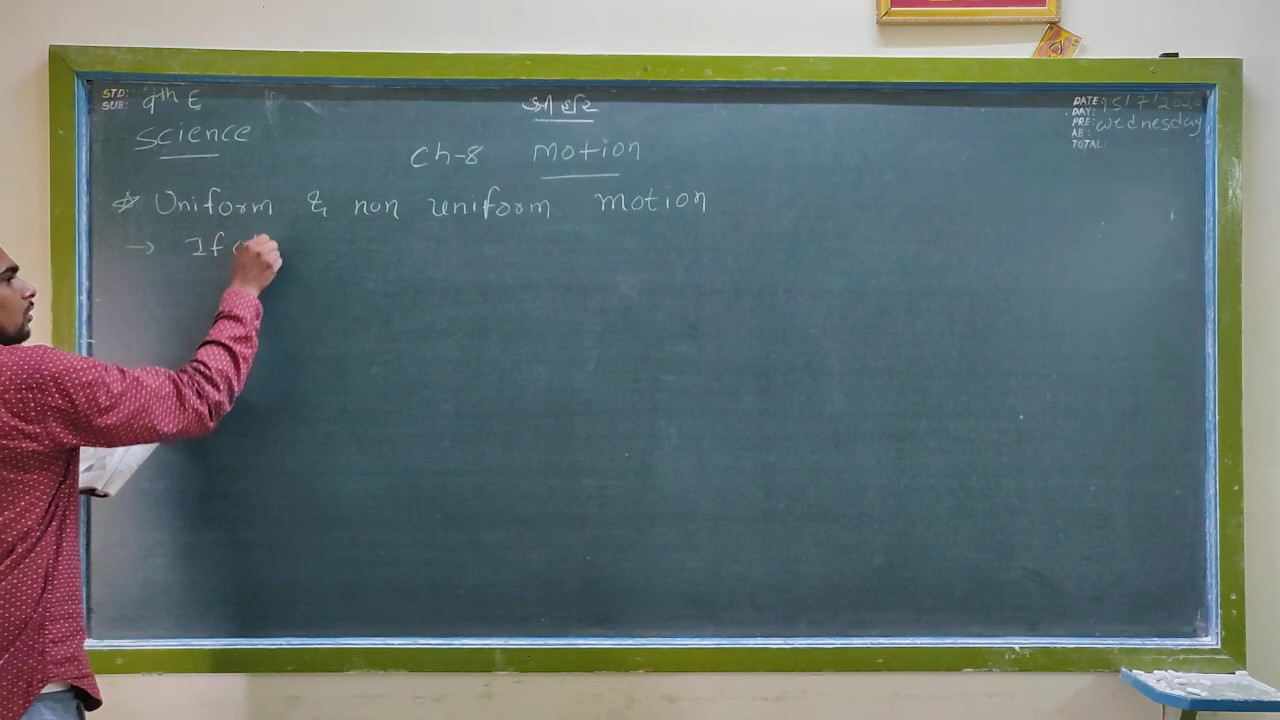 STD: 9th E
SUB: Science
DATE: 15/7/2020
DAY: Wednesday
PRE:
AB:
TOTAL:
Ch-8 Motion
* Uniform & non uniform motion
→ If